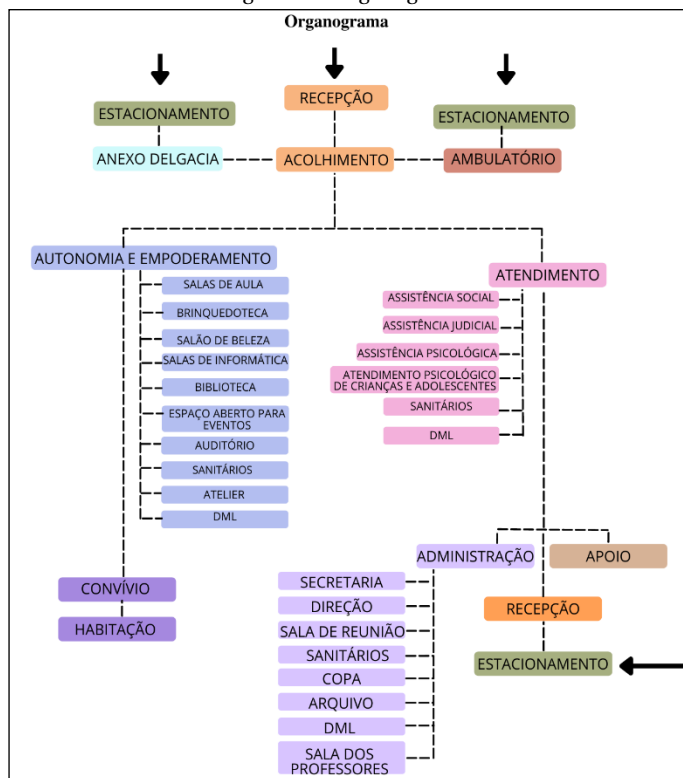 Organograma
RECEPÇÃO
ESTACIONAMENTO
ESTACIONAMENTO
ANEXO DELGACIA
ACOLHIMENTO
AMBULATÓRIO
AUTONOMIA E EMPODERAMENTO
SALAS DE AULA
BRINQUEDOTECA
SALÃO DE BELEZA
SALAS DE INFORMÁTICA
BIBLIOTECA
ESPAÇO ABERTO PARA
EVENTOS
AUDITÓRIO
SANITÁRIOS
ATELIER
DML
ATENDIMENTO
ASSISTÊNCIA SOCIAL
ASSISTÊNCIA JUDICIAL
ASSISTÊNCIA PSICOLÓGICA
ATENDIMENTO PSICOLÓGICO
DE CRIANÇAS E ADOLESCENTES
SANITÁRIOS
DML
CONVÍVIO
HABITAÇÃO
ADMINISTRAÇÃO
APOIO
SECRETARIA
DIREÇÃO
SALA DE REUNIÃO
SANITÁRIOS
COPA
ARQUIVO
DML
SALA DOS
PROFESSORES
RECEPÇÃO
ESTACIONAMENTO